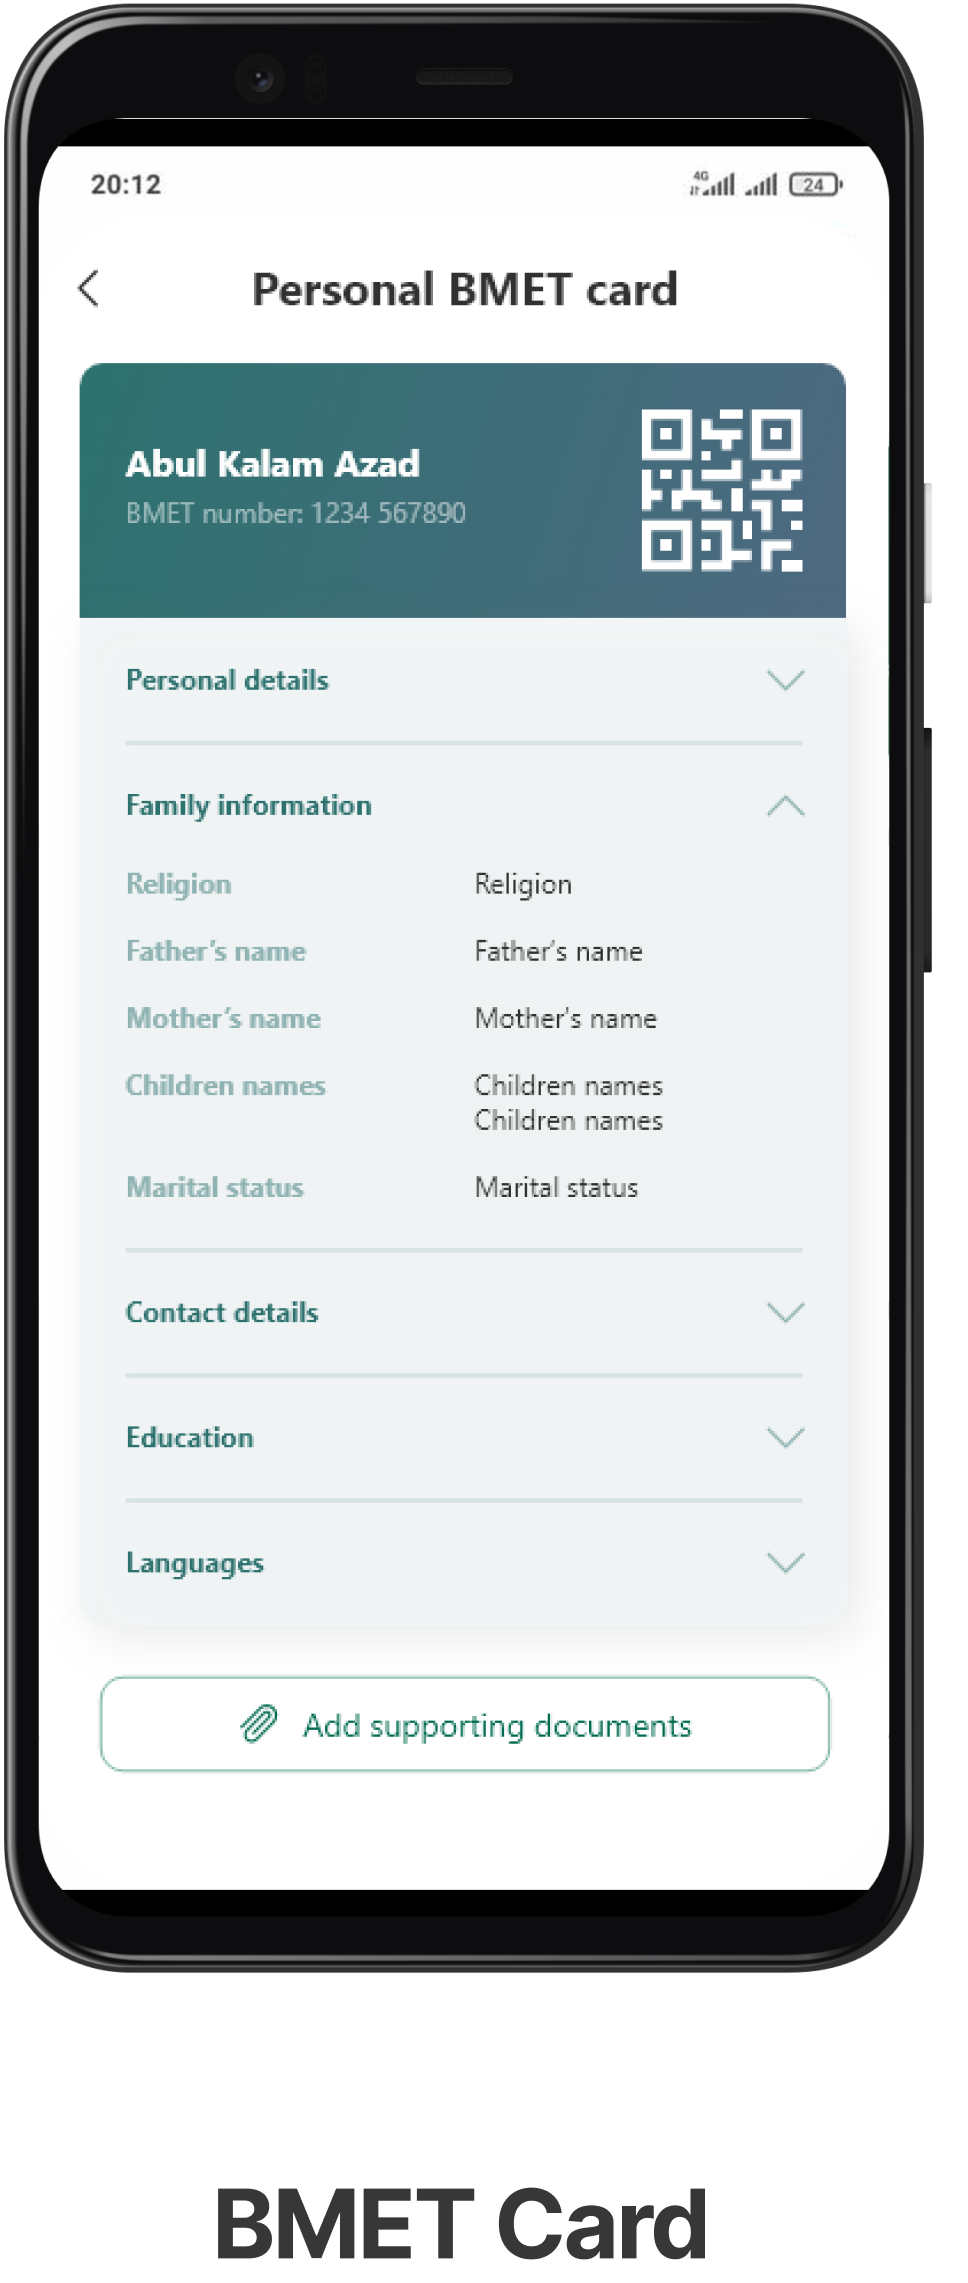 20:12
4G
24
Personal BMET card
Abul Kalam Azad
BMET number: 1234 567890
Personal details
Family information
Religion Religion
Father's name Father's name
Mother's name Mother's name
Children names Children names
Children names
Marital status Marital status
Contact details
Education
Languages
Add supporting documents
BMET Card